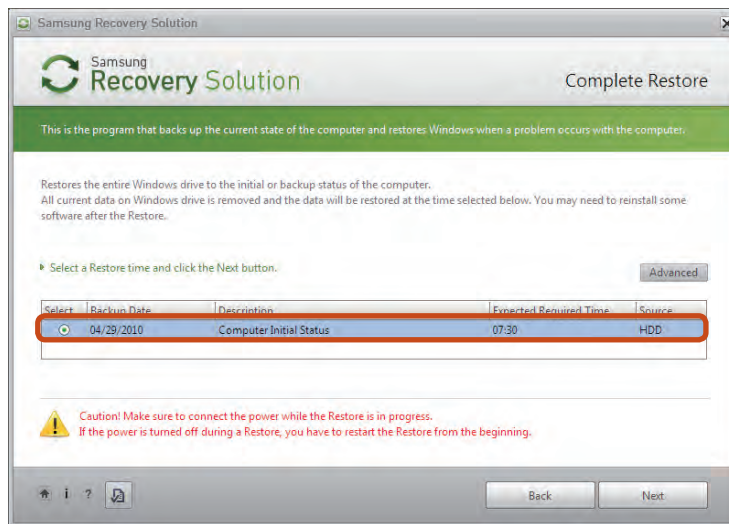 Samsung Recovery Solution
Samsung
Recovery Solution
Complete Restore
This is the program that backs up the current state of the computer and restores Windows when a problem occurs with the computer.
Restores the entire Windows drive to the initial or backup status of the computer.
All current data on Windows drive is removed and the data will be restored at the time selected below. You may need to reinstall some
software after the Restore.
Select a Restore time and click the Next button.
Advanced
Select Backup Date Description Expected Required Time Source
04/29/2010 Computer Initial Status 07:30 HDD
Caution! Make sure to connect the power while the Restore is in progress.
If the power is turned off during a Restore, you have to restart the Restore from the beginning.
i ? Back Next